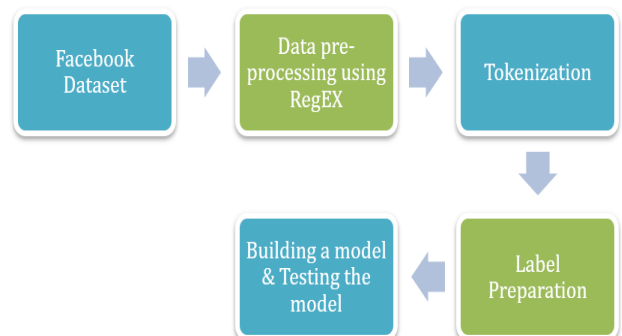 Facebook
Dataset
Data pre-
processing using
RegEX
Tokenization
Label
Preparation
Building a model
& Testing the
model